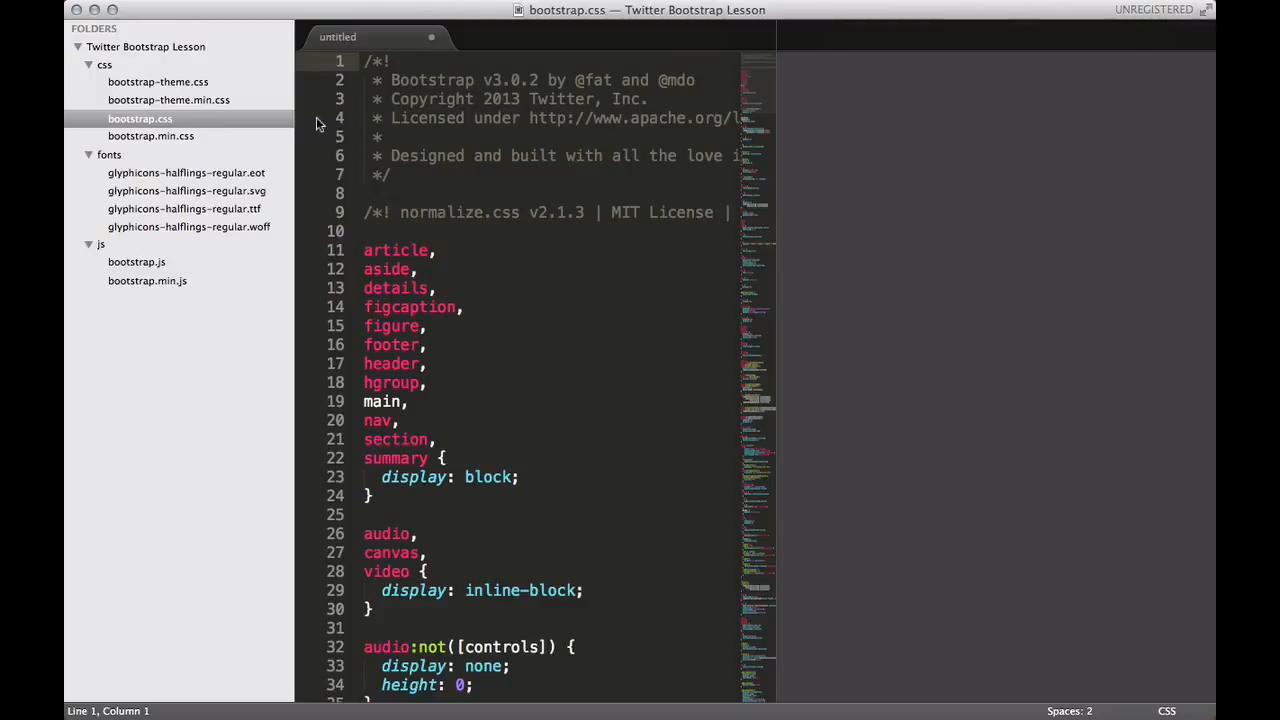 bootstrap.css — Twitter Bootstrap Lesson
UNREGISTERED
FOLDERS
Twitter Bootstrap Lesson
css
bootstrap-theme.css
bootstrap-theme.min.css
bootstrap.css
bootstrap.min.css
fonts
glyphicons-halflings-regular.eot
glyphicons-halflings-regular.svg
glyphicons-halflings-regular.ttf
glyphicons-halflings-regular.woff
js
bootstrap.js
bootstrap.min.js
untitled
1 /*!
2 * Bootstrap v3.0.2 by @fat and @mdo
3 * Copyright 2013 Twitter, Inc.
4 * Licensed under http://www.apache.org/l
5 *
6 * Designed and built with all the love i
7 */
8
9 /*! normalize.css v2.1.3 | MIT License |
10
11 article,
12 aside,
13 details,
14 figcaption,
15 figure,
16 footer,
17 header,
18 hgroup,
19 main,
20 nav,
21 section,
22 summary {
23 display: block;
24 }
25
26 audio,
27 canvas,
28 video {
29 display: inline-block;
30 }
31
32 audio:not([controls]) {
33 display: none;
34 height: 0;
Line 1, Column 1
Spaces: 2
CSS